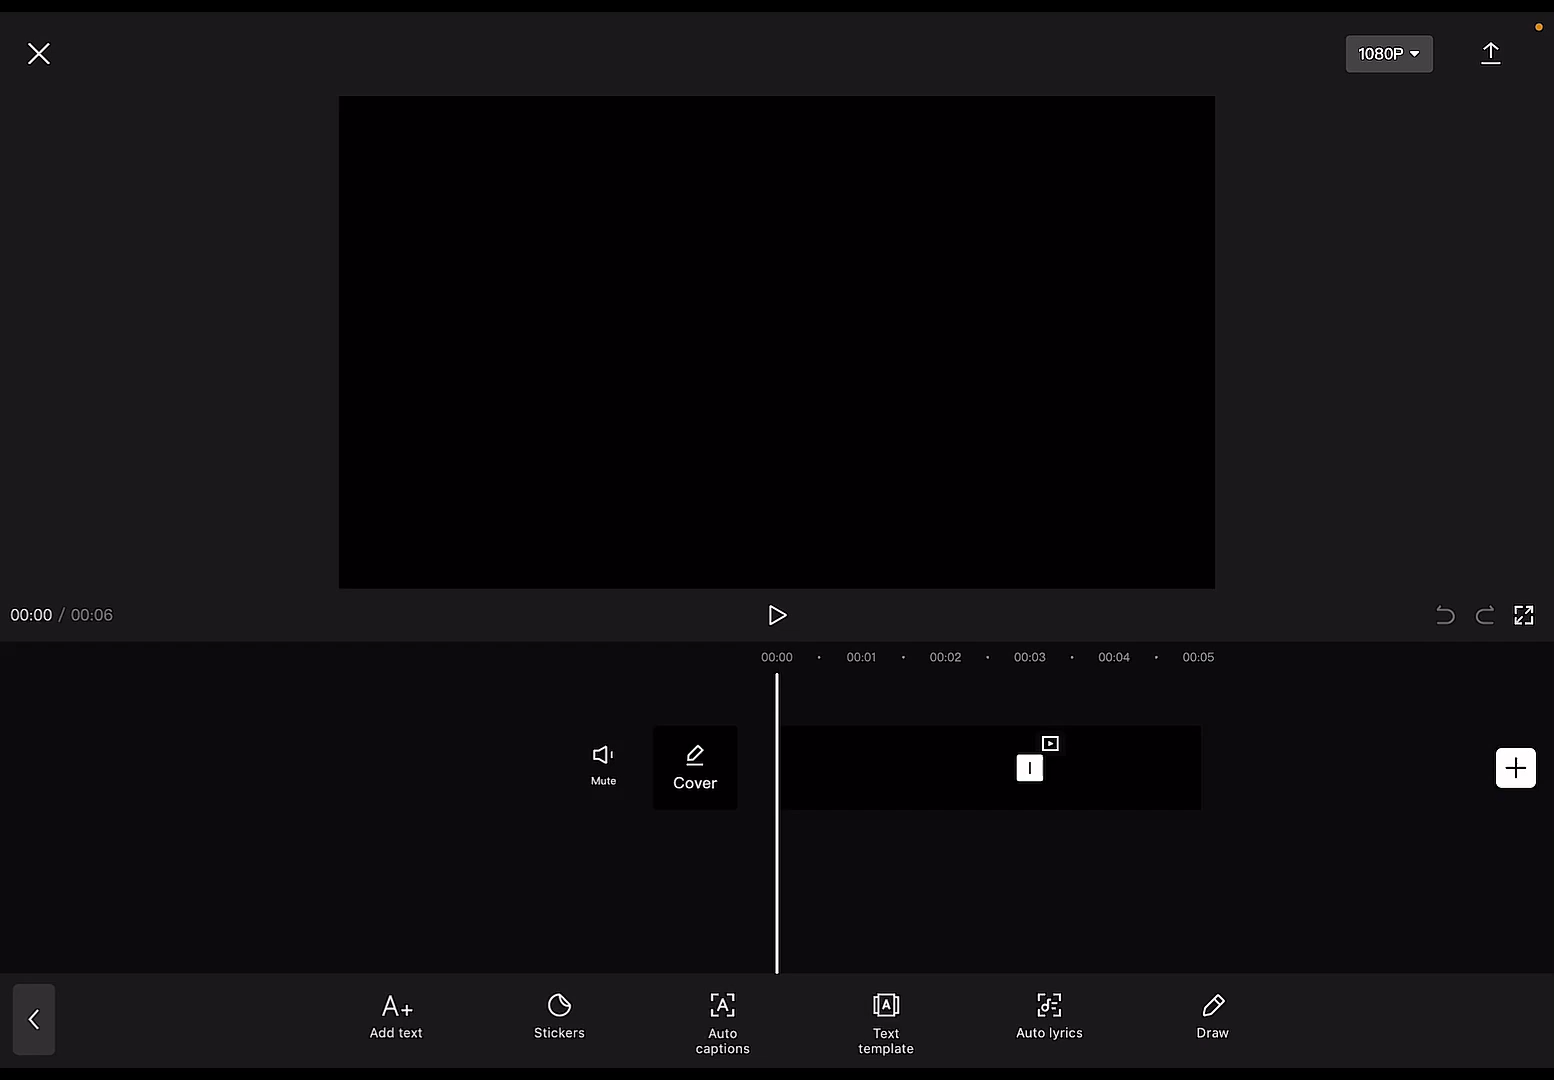 1080P
00:00 / 00:06
00:00 00:01 00:02 00:03 00:04 00:05
Mute
Cover
Add text
Stickers
Auto
captions
Text
template
Auto lyrics
Draw